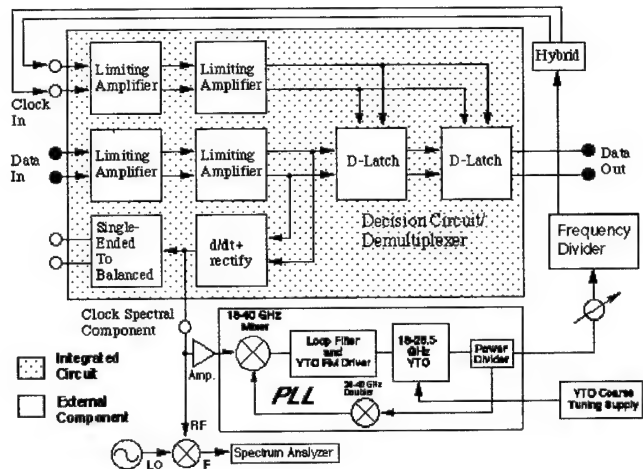 Hybrid
Limiting
Amplifier
Limiting
Amplifier
Clock
In
Data
In
Limiting
Amplifier
Limiting
Amplifier
D-Latch
D-Latch
Data
Out
Single-
Ended
To
Balanced
d/dt+
rectify
Decision Circuit/
Demultiplexer
Frequency
Divider
Clock Spectral
Component
18-40 GHz
Mixer
Loop Filter
and
YTO FM Driver
GHz
YTO
Power
Divider
Amp.
PLL
GHz
Doubler
Integrated
Circuit
External
Component
YTO Coarse
Tuning Supply
RF
LO
IF
Spectrum Analyzer